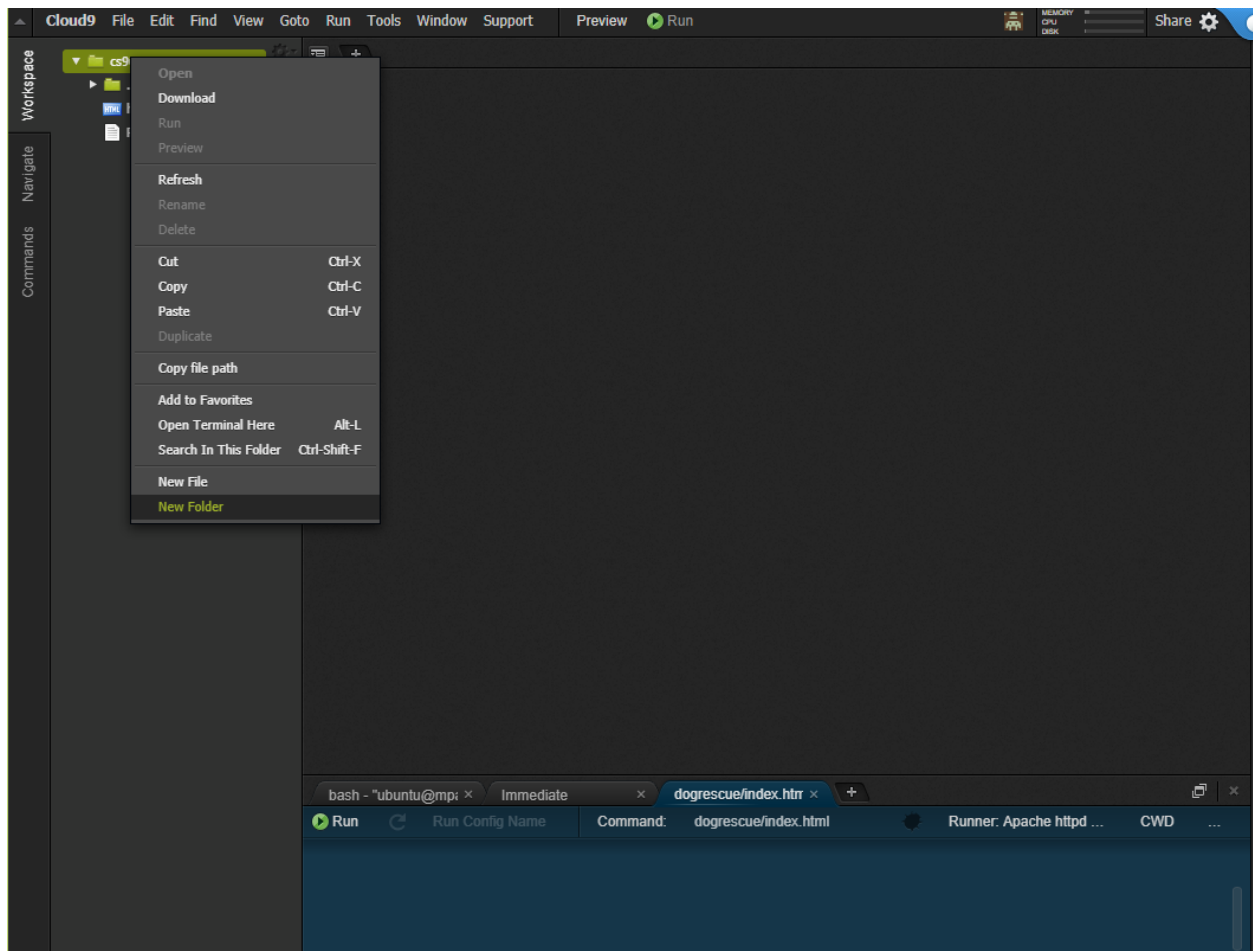 Cloud9 File Edit Find View Goto Run Tools Window Support Preview Run MEMORY CPU DISK Share
Workspace
Navigate
Commands
cs9
Open
Download
Run
Preview
Refresh
Rename
Delete
Cut Ctrl-X
Copy Ctrl-C
Paste Ctrl-V
Duplicate
Copy file path
Add to Favorites
Open Terminal Here Alt-L
Search In This Folder Ctrl-Shift-F
New File
New Folder
bash - "ubuntu@mpa × Immediate × dogrescue/index.htm × +
Run Run Config Name Command: dogrescue/index.html Runner: Apache httpd ... CWD ...